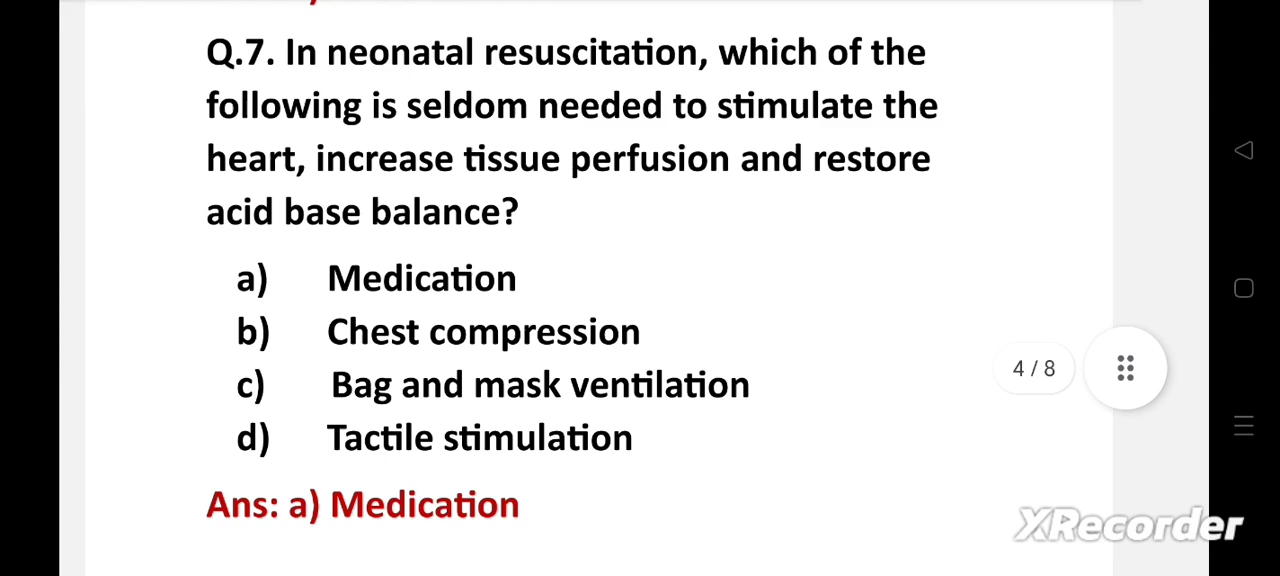 Q.7. In neonatal resuscitation, which of the
following is seldom needed to stimulate the
heart, increase tissue perfusion and restore
acid base balance?
a) Medication
b) Chest compression
c) Bag and mask ventilation
d) Tactile stimulation
4 / 8
Ans: a) Medication
XRecorder